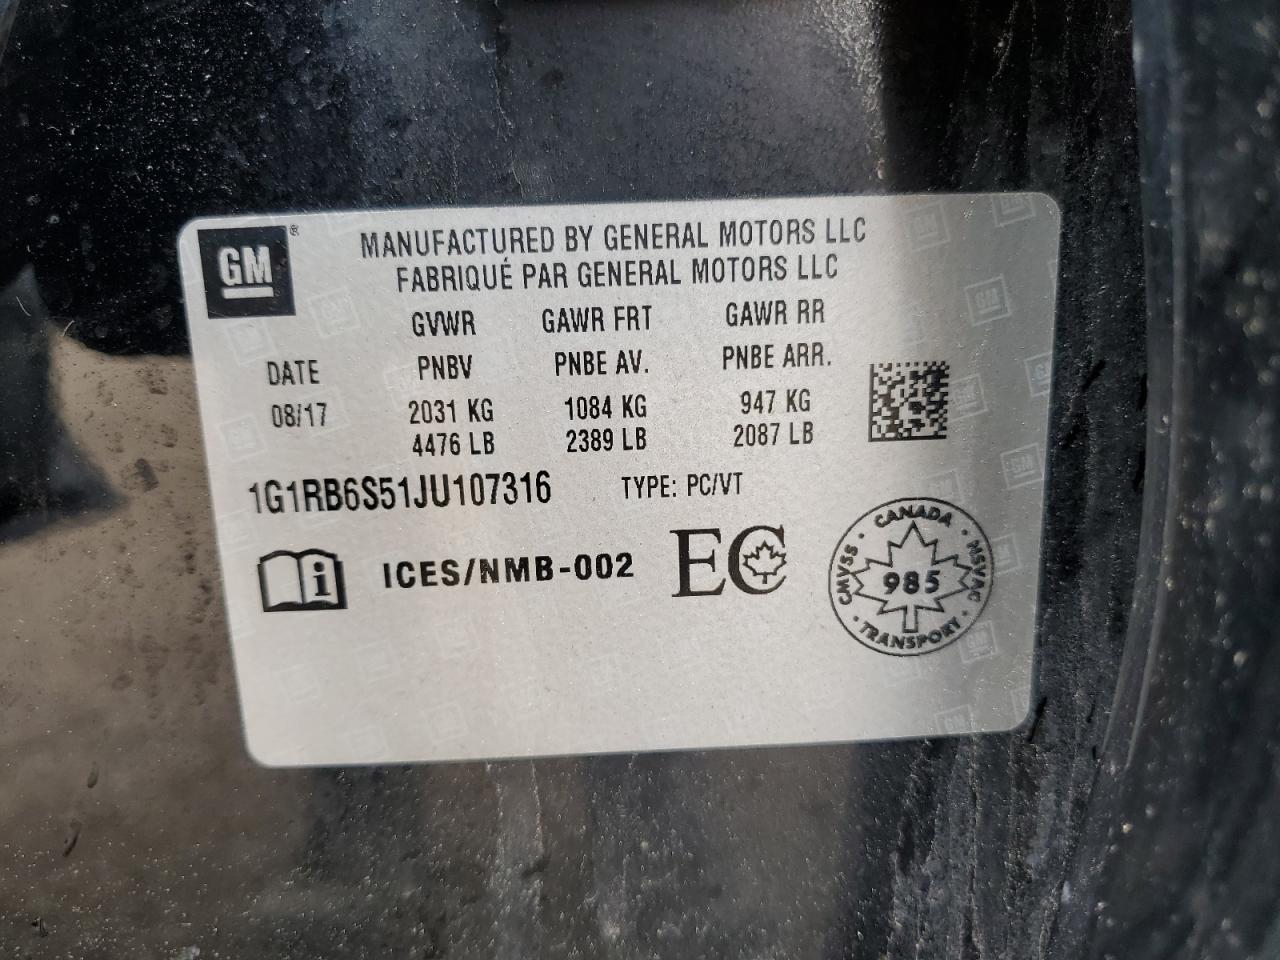 GM®
MANUFACTURED BY GENERAL MOTORS LLC
FABRIQUÉ PAR GENERAL MOTORS LLC
GVWR GAWR FRT GAWR RR
DATE PNBV PNBE AV. PNBE ARR.
08/17 2031 KG 1084 KG 947 KG
4476 LB 2389 LB 2087 LB
1G1RB6S51JU107316 TYPE: PC/VT
i ICES/NMB-002 EC
CANADA
CMVSS 985 NSVAC
TRANSPORT